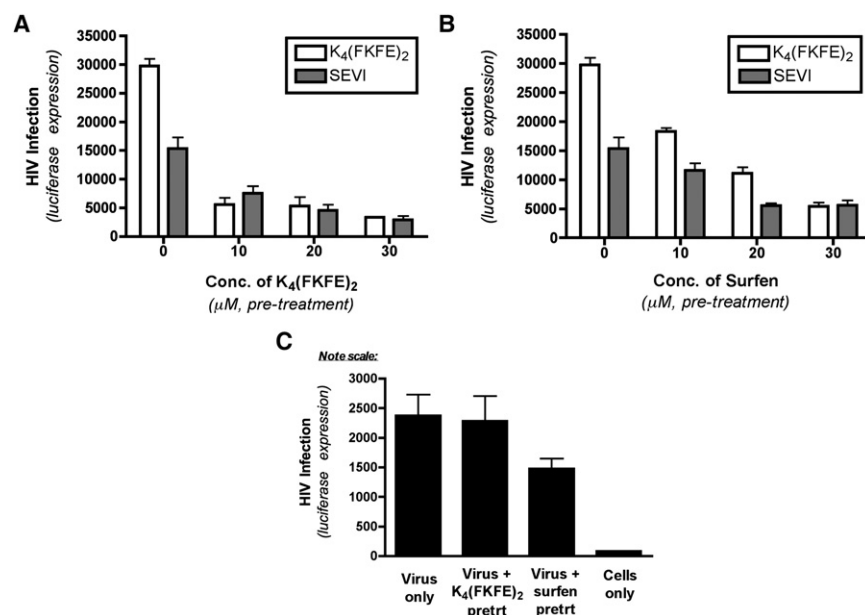 A
HIV Infection
(luciferase expression)
35000
30000
25000
20000
15000
10000
5000
0
K₄(FKFE)₂
SEVI
0 10 20 30
Conc. of K₄(FKFE)₂
(μM, pre-treatment)
B
HIV Infection
(luciferase expression)
35000
30000
25000
20000
15000
10000
5000
0
K₄(FKFE)₂
SEVI
0 10 20 30
Conc. of Surfen
(μM, pre-treatment)
C
Note scale:
HIV Infection
(luciferase expression)
3000
2500
2000
1500
1000
500
0
Virus
only
Virus +
K₄(FKFE)₂
pretrt
Virus +
surfen
pretrt
Cells
only